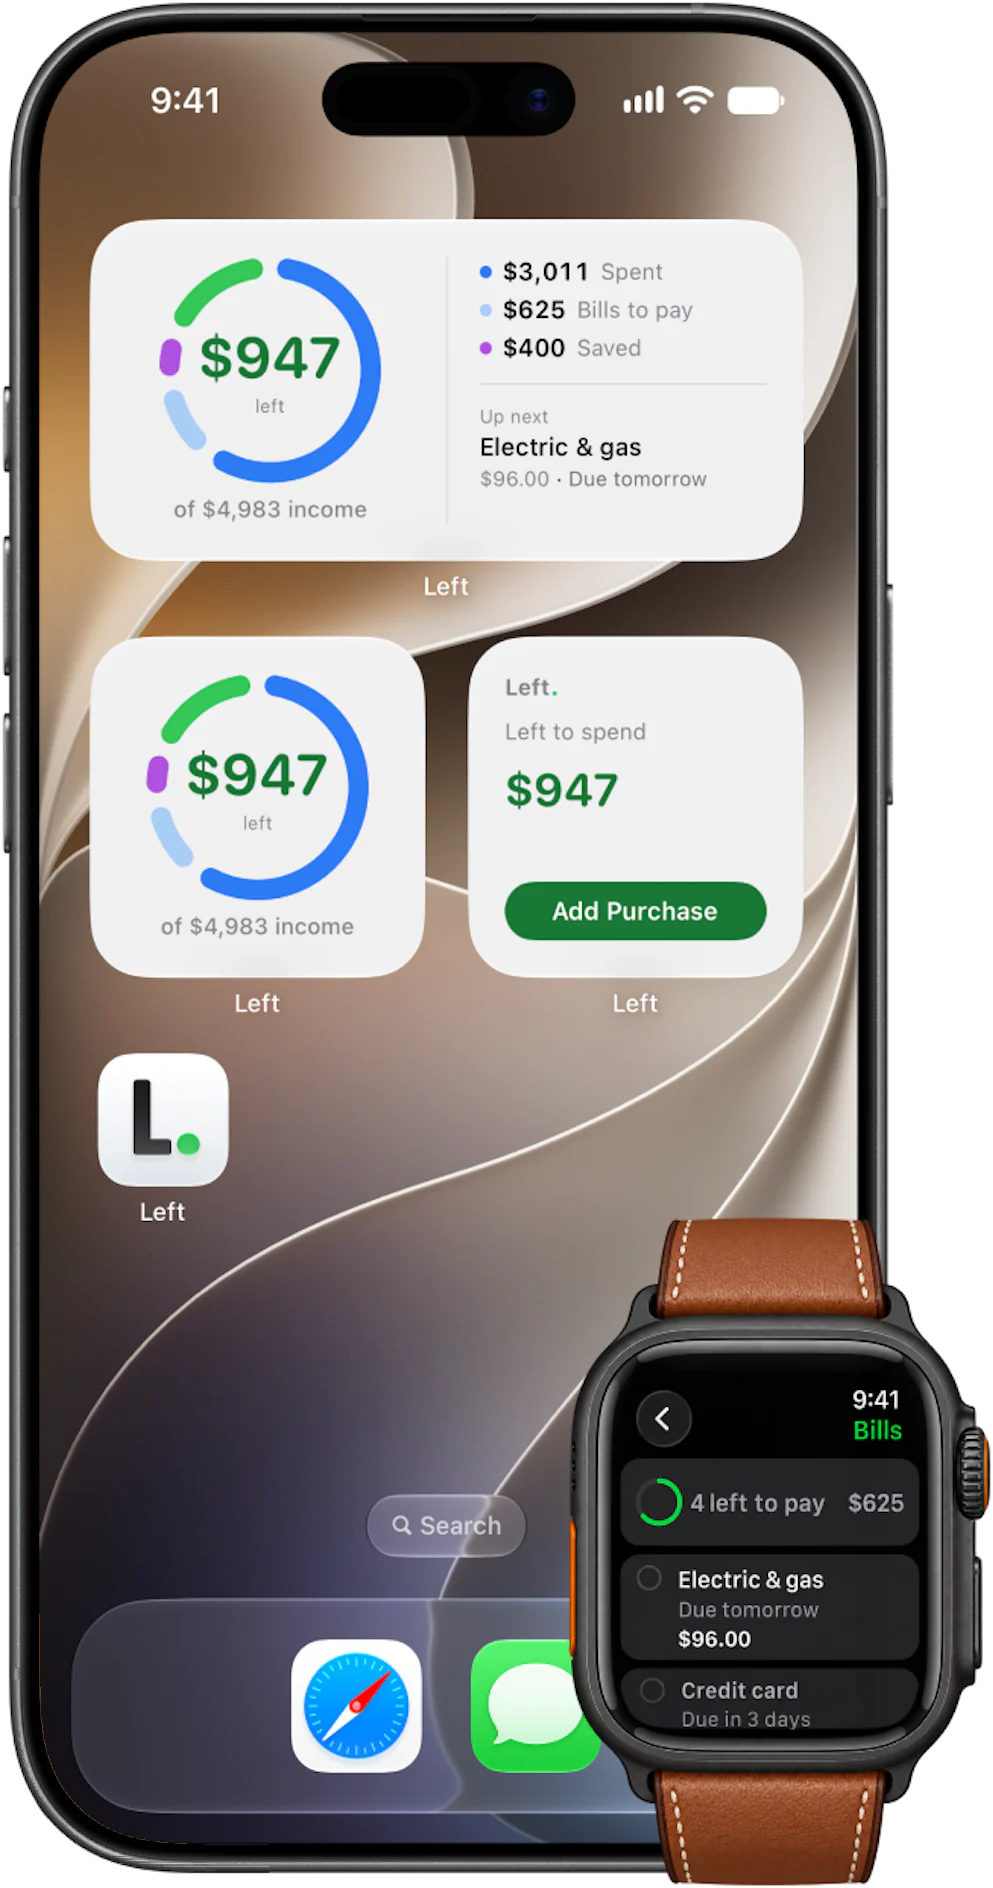 9:41
$947
left
of $4,983 income
$3,011 Spent
$625 Bills to pay
$400 Saved
Up next
Electric & gas
$96.00 · Due tomorrow
Left
$947
left
of $4,983 income
Left
Left.
Left to spend
$947
Add Purchase
Left
L.
Left
Search
9:41
Bills
4 left to pay $625
Electric & gas
Due tomorrow
$96.00
Credit card
Due in 3 days